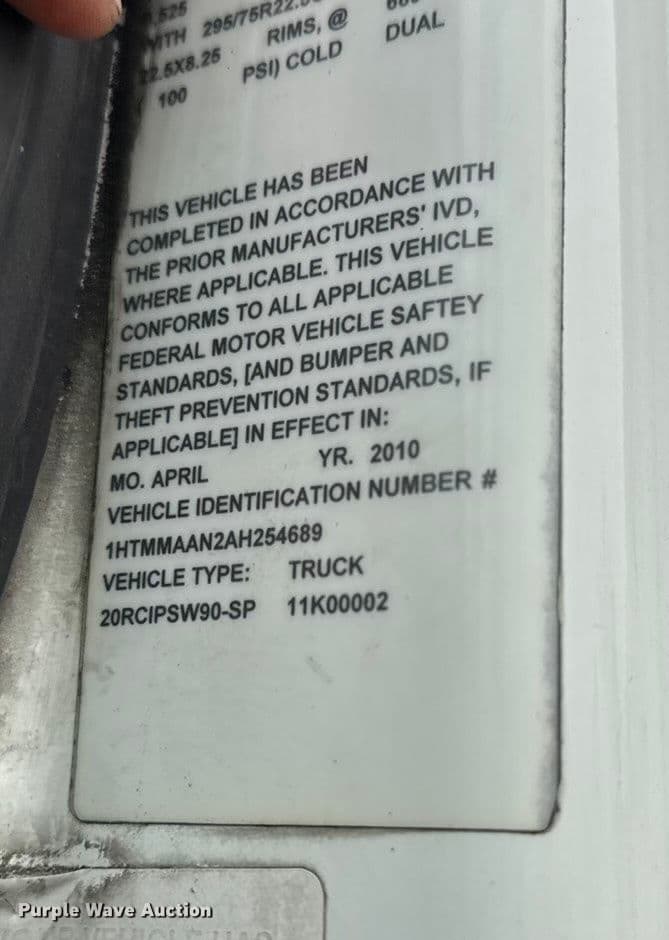 WITH 295/75R22.
22.5X8.25 RIMS, @ DUAL
100 PSI) COLD
THIS VEHICLE HAS BEEN
COMPLETED IN ACCORDANCE WITH
THE PRIOR MANUFACTURERS' IVD,
WHERE APPLICABLE. THIS VEHICLE
CONFORMS TO ALL APPLICABLE
FEDERAL MOTOR VEHICLE SAFTEY
STANDARDS, [AND BUMPER AND
THEFT PREVENTION STANDARDS, IF
APPLICABLE] IN EFFECT IN:
MO. APRIL YR. 2010
VEHICLE IDENTIFICATION NUMBER #
1HTMMAAN2AH254689
VEHICLE TYPE: TRUCK
20RCIPSW90-SP 11K00002
Purple Wave Auction